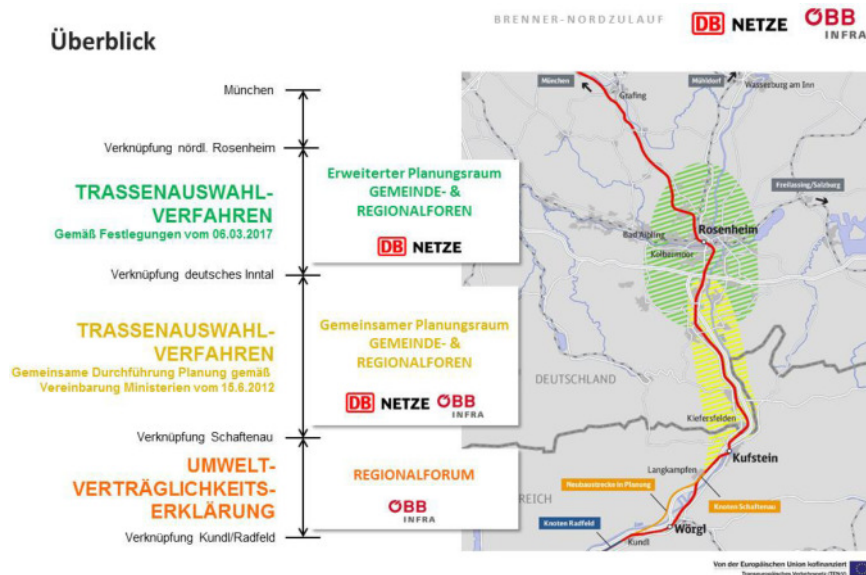 BRENNER-NORDZULAUF
DB NETZE
ÖBB
INFRA
Überblick
München
Verknüpfung nördl. Rosenheim
TRASSENAUSWAHL-
VERFAHREN
Gemäß Festlegungen vom 06.03.2017
Erweiterter Planungsraum
GEMEINDE- &
REGIONALFOREN
DB NETZE
Verknüpfung deutsches Inntal
TRASSENAUSWAHL-
VERFAHREN
Gemeinsame Durchführung Planung gemäß
Vereinbarung Ministerien vom 15.6.2012
Gemeinsamer Planungsraum
GEMEINDE- &
REGIONALFOREN
DB NETZE ÖBB
INFRA
Verknüpfung Schaftenau
UMWELT-
VERTRÄGLICHKEITS-
ERKLÄRUNG
REGIONALFORUM
ÖBB
INFRA
Verknüpfung Kundl/Radfeld
München
Mühldorf
Grafing
Wasserburg am Inn
Freilassing/Salzburg
Rosenheim
Bad Aibling
Kolbermoor
DEUTSCHLAND
Kiefersfelden
Kufstein
Langkampfen
Neubaustrecke in Planung
REICH
Knoten Schaftenau
Knoten Radfeld
Wörgl
Kundl
Von der Europäischen Union kofinanziert
Transeuropäisches Verkehrsnetz (TEN-V)